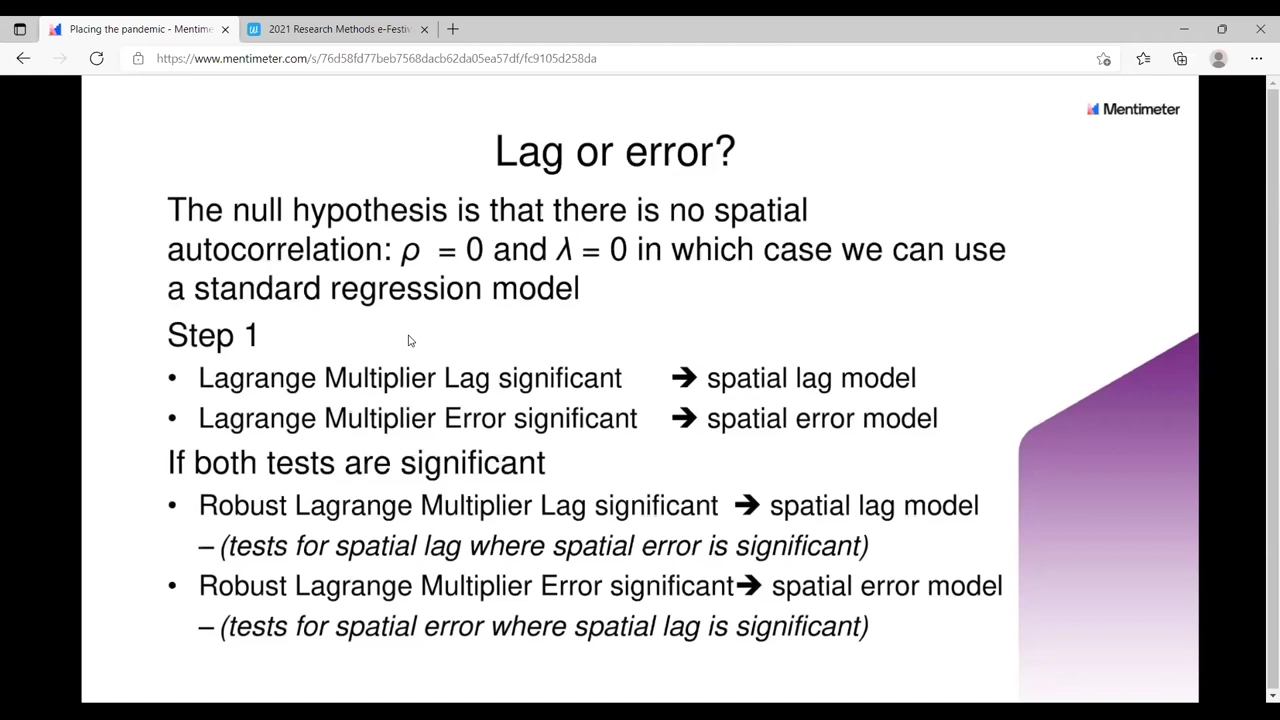 Placing the pandemic - Mentime
2021 Research Methods e-Festiv
https://www.mentimeter.com/s/76d58fd77beb7568dacb62da05ea57df/fc9105d258da
Mentimeter
Lag or error?
The null hypothesis is that there is no spatial
autocorrelation: ρ = 0 and λ = 0 in which case we can use
a standard regression model
Step 1
• Lagrange Multiplier Lag significant ➔ spatial lag model
• Lagrange Multiplier Error significant ➔ spatial error model
If both tests are significant
• Robust Lagrange Multiplier Lag significant ➔ spatial lag model
– (tests for spatial lag where spatial error is significant)
• Robust Lagrange Multiplier Error significant➔ spatial error model
– (tests for spatial error where spatial lag is significant)